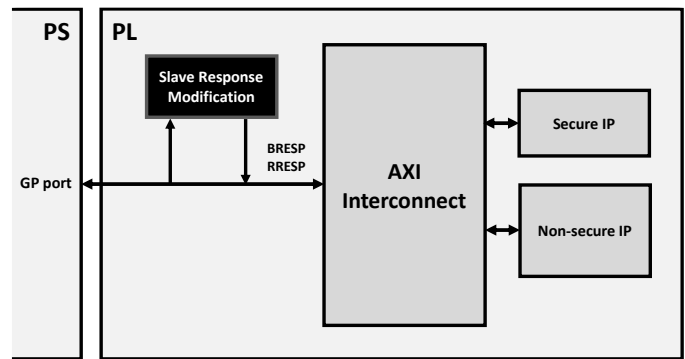 PS
PL
Slave Response
Modification
BRESP
RRESP
GP port
AXI
Interconnect
Secure IP
Non-secure IP